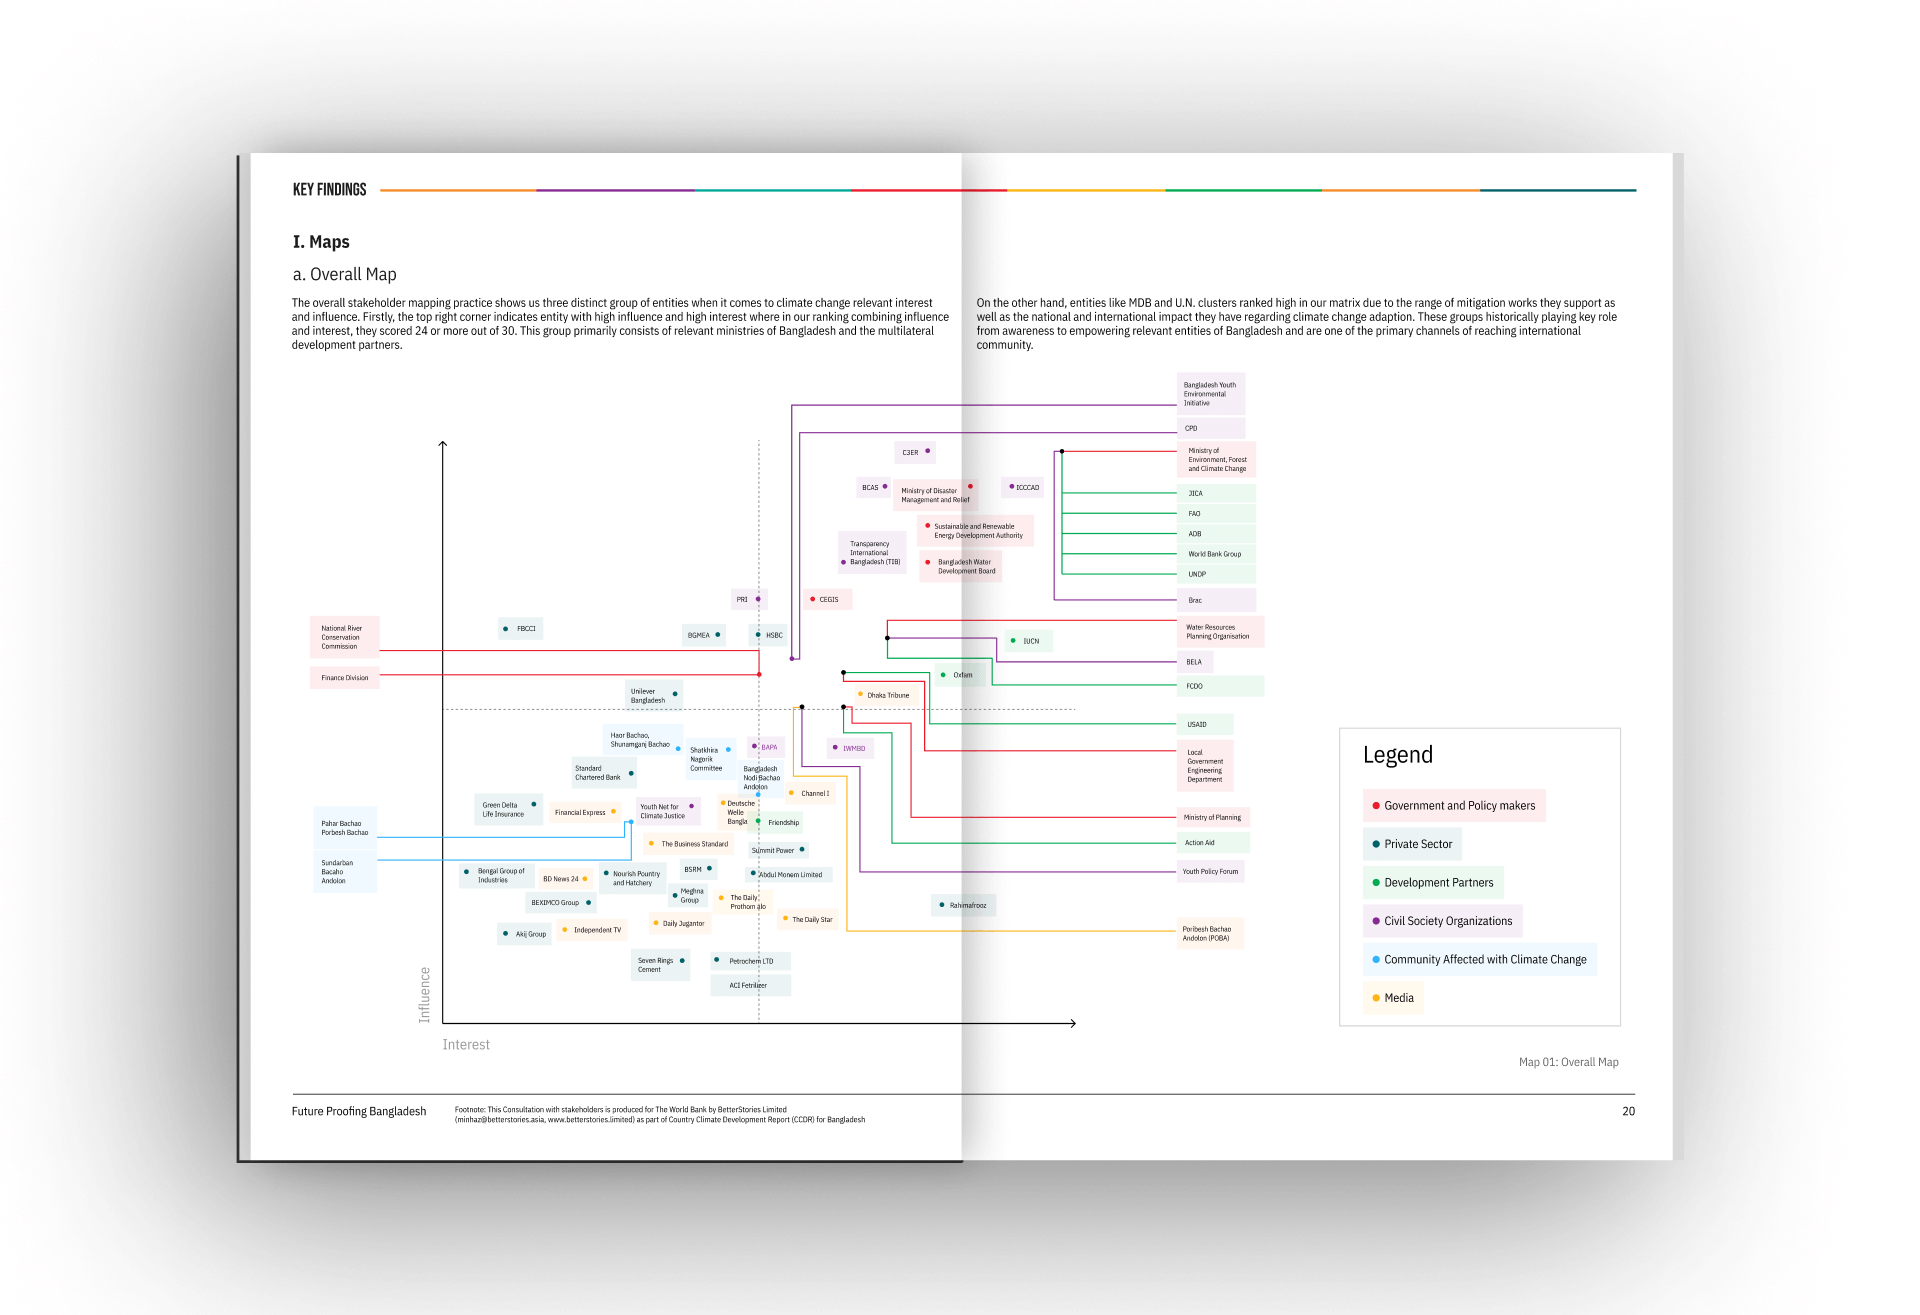 KEY FINDINGS
I. Maps
a. Overall Map
The overall stakeholder mapping practice shows us three distinct group of entities when it comes to climate change relevant interest
and influence. Firstly, the top right corner indicates entity with high influence and high interest where in our ranking combining influence
and interest, they scored 24 or more out of 30. This group primarily consists of relevant ministries of Bangladesh and the multilateral
development partners.
On the other hand, entities like MDB and U.N. clusters ranked high in our matrix due to the range of mitigation works they support as
well as the national and international impact they have regarding climate change adaption. These groups historically playing key role
from awareness to empowering relevant entities of Bangladesh and are one of the primary channels of reaching international
community.
Bangladesh Youth
Environmental
Initiative
CPD
C3ER
Ministry of
Environment, Forest
and Climate Change
BCAS
Ministry of Disaster
Management and Relief
ICCCAD
JICA
FAO
Sustainable and Renewable
Energy Development Authority
ADB
Transparency
International
Bangladesh (TIB)
World Bank Group
Bangladesh Water
Development Board
UNDP
PRI
CEGIS
Brac
National River
Conservation
Commission
FBCCI
BGMEA
HSBC
Water Resources
Planning Organisation
IUCN
BELA
Finance Division
Oxfam
FCDO
Unilever
Bangladesh
Dhaka Tribune
USAID
Haor Bachao,
Shunamganj Bachao
Shatkhira
Nagorik
Committee
BAPA
IWMBD
Local
Government
Engineering
Department
Standard
Chartered Bank
Bangladesh
Nodi Bachao
Andolon
Channel I
Green Delta
Life Insurance
Financial Express
Youth Net for
Climate Justice
Deutsche
Welle
Bangla
Friendship
Ministry of Planning
Pahar Bachao
Porbesh Bachao
The Business Standard
Summit Power
Action Aid
Sundarban
Bacaho
Andolon
Bengal Group of
Industries
BD News 24
Nourish Pountry
and Hatchery
BSRM
Abdul Monem Limited
Youth Policy Forum
BEXIMCO Group
Meghna
Group
The Daily
Prothom alo
Rahimafrooz
Akij Group
Independent TV
Daily Jugantor
The Daily Star
Poribesh Bachao
Andolon (POBA)
Seven Rings
Cement
Petrochem LTD
ACI Fetrilizer
Influence
Interest
Legend
Government and Policy makers
Private Sector
Development Partners
Civil Society Organizations
Community Affected with Climate Change
Media
Map 01: Overall Map
Future Proofing Bangladesh
Footnote: This Consultation with stakeholders is produced for The World Bank by BetterStories Limited
(minhaz@betterstories.asia, www.betterstories.limited) as part of Country Climate Development Report (CCDR) for Bangladesh
20